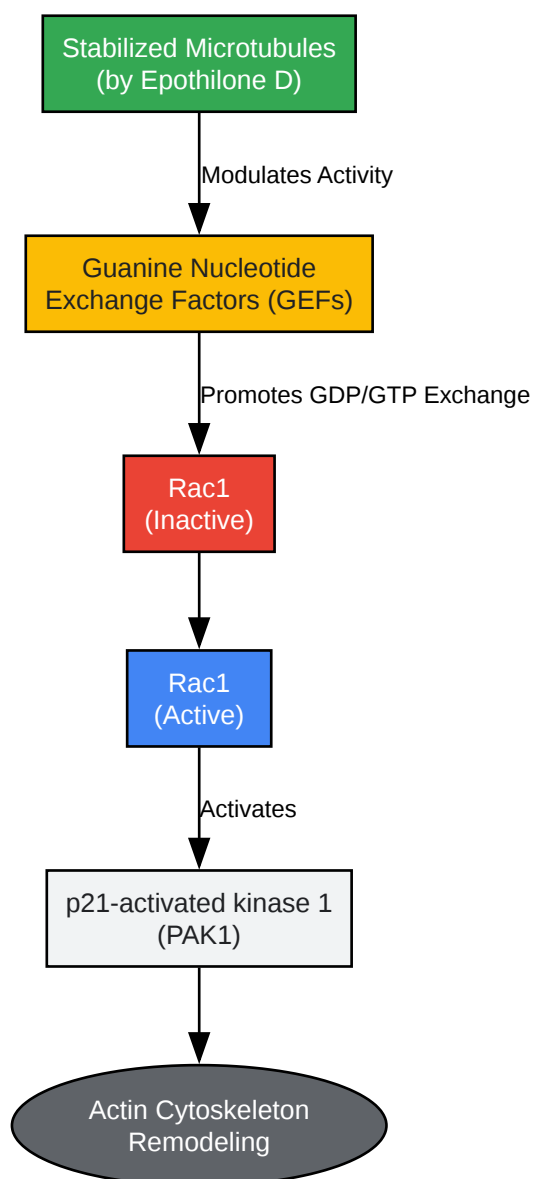 Stabilized Microtubules
(by Epothilone D)
Modulates Activity
Guanine Nucleotide
Exchange Factors (GEFs)
Promotes GDP/GTP Exchange
Rac1
(Inactive)
Rac1
(Active)
Activates
p21-activated kinase 1
(PAK1)
Actin Cytoskeleton
Remodeling